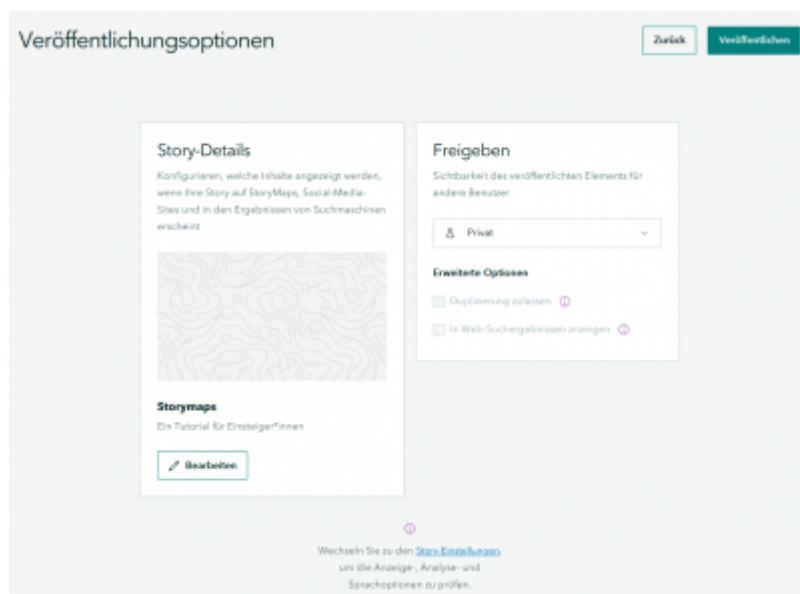 Veröffentlichungsoptionen
Zurück
Veröffentlichen
Story-Details
Konfigurieren, welche Inhalte angezeigt werden,
wenn Ihre Story auf StoryMaps, Social-Media-
Sites und in den Ergebnissen von Suchmaschinen
erscheint
Storymaps
Ein Tutorial für Einsteiger*innen
Bearbeiten
Freigeben
Sichtbarkeit des veröffentlichten Elements für
andere Benutzer
Privat
Erweiterte Optionen
Duplizierung zulassen
In Web-Suchergebnissen anzeigen
Wechseln Sie zu den Story-Einstellungen,
um die Anzeige-, Analyse- und
Sprachoptionen zu prüfen.